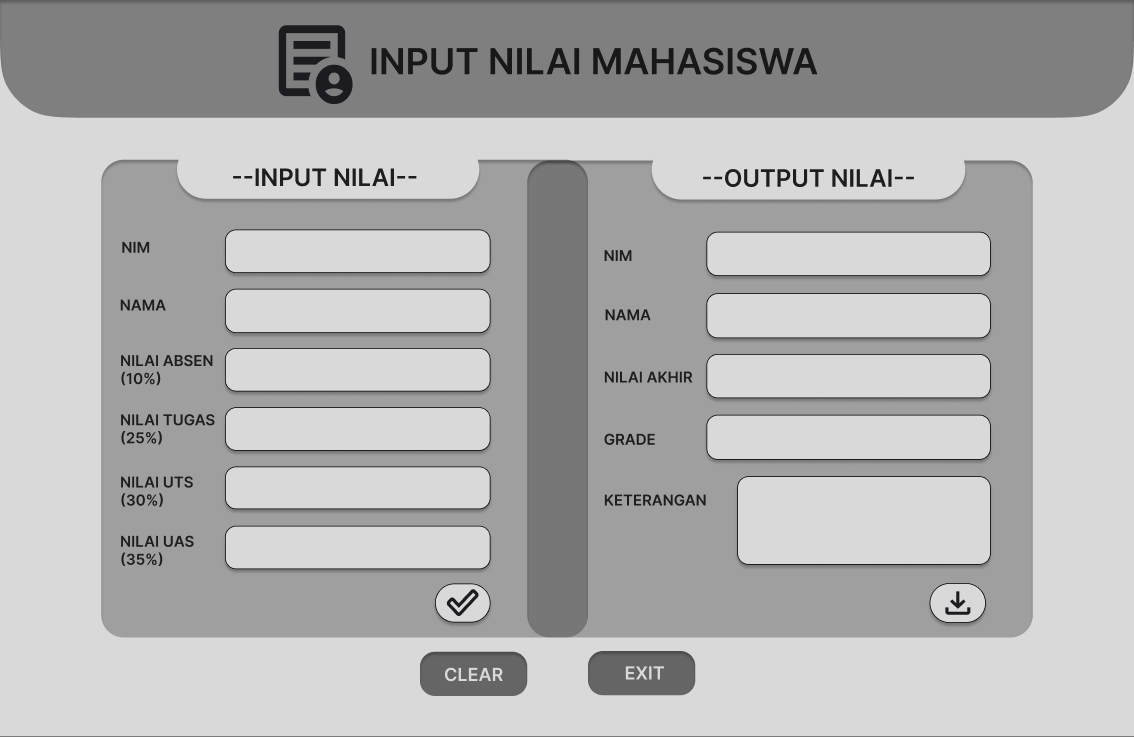 INPUT NILAI MAHASISWA
--INPUT NILAI--
NIM
NAMA
NILAI ABSEN
(10%)
NILAI TUGAS
(25%)
NILAI UTS
(30%)
NILAI UAS
(35%)
--OUTPUT NILAI--
NIM
NAMA
NILAI AKHIR
GRADE
KETERANGAN
CLEAR
EXIT